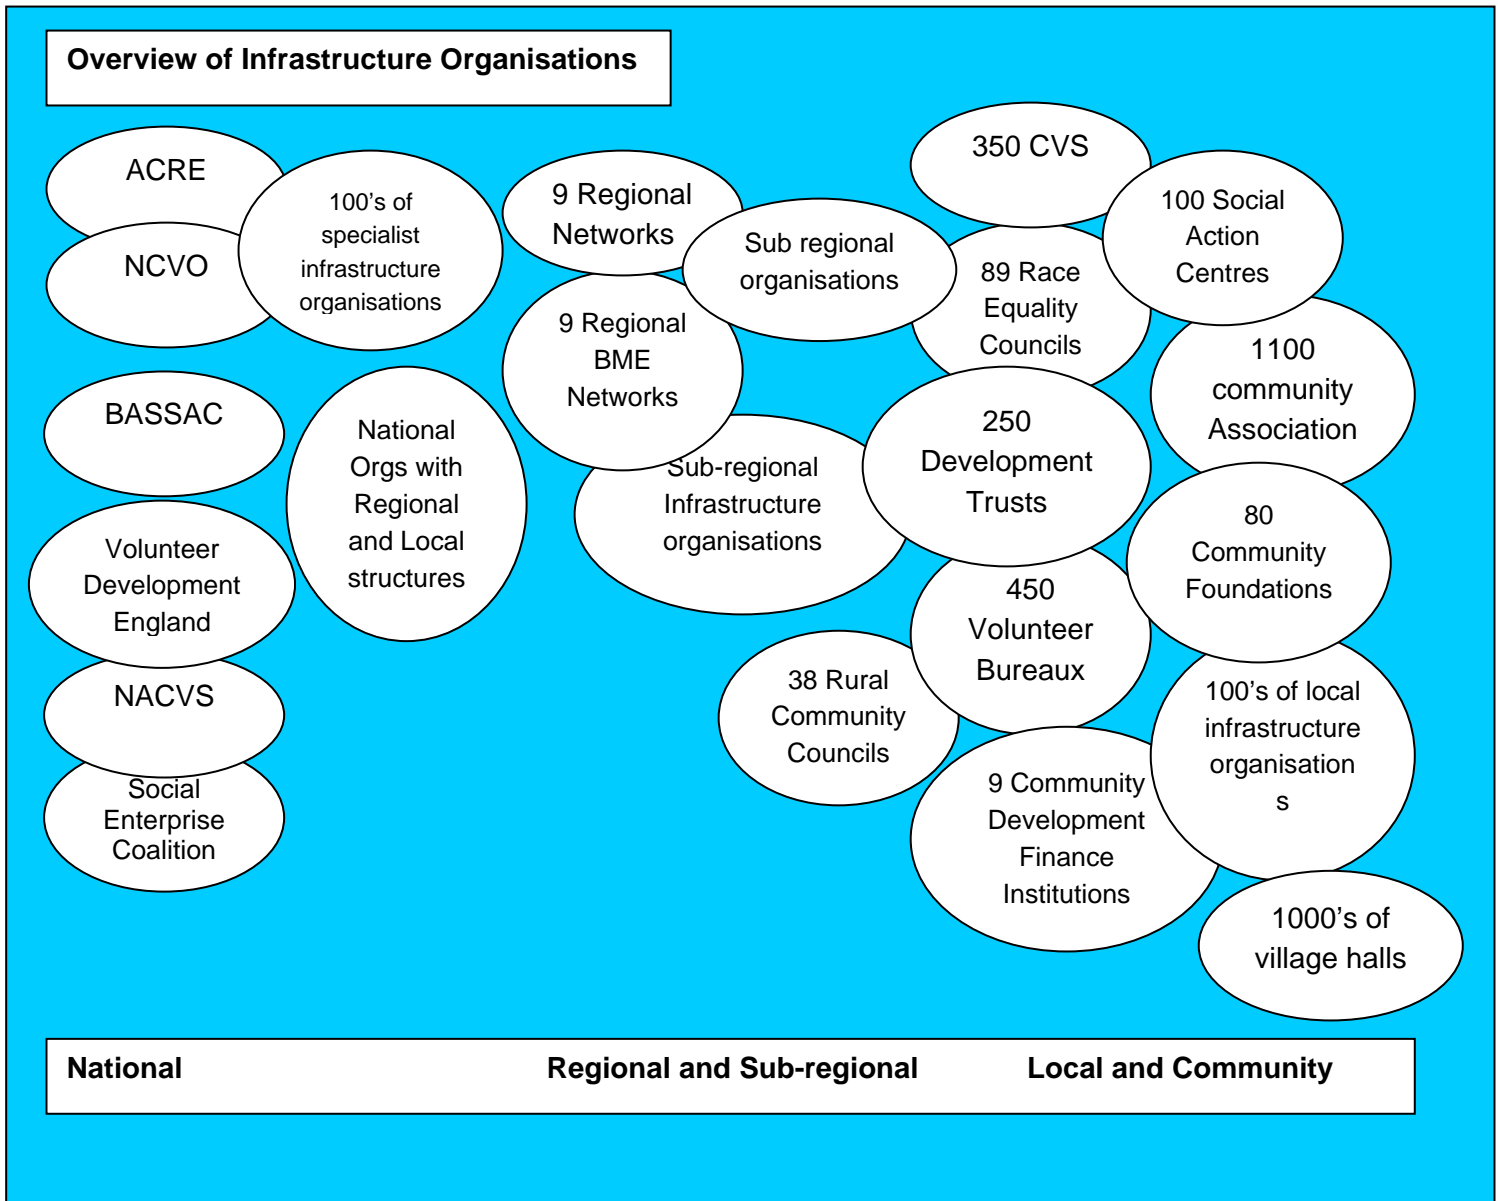 Overview of Infrastructure Organisations
ACRE
NCVO
100's of
specialist
infrastructure
organisations
BASSAC
National
Orgs with
Regional
and Local
structures
Volunteer
Development
England
NACVS
Social
Enterprise
Coalition
9 Regional
Networks
Sub regional
organisations
9 Regional
BME
Networks
Sub-regional
Infrastructure
organisations
38 Rural
Community
Councils
350 CVS
100 Social
Action
Centres
89 Race
Equality
Councils
1100
community
Association
250
Development
Trusts
80
Community
Foundations
450
Volunteer
Bureaux
100's of local
infrastructure
organisation
s
9 Community
Development
Finance
Institutions
1000's of
village halls
National
Regional and Sub-regional
Local and Community